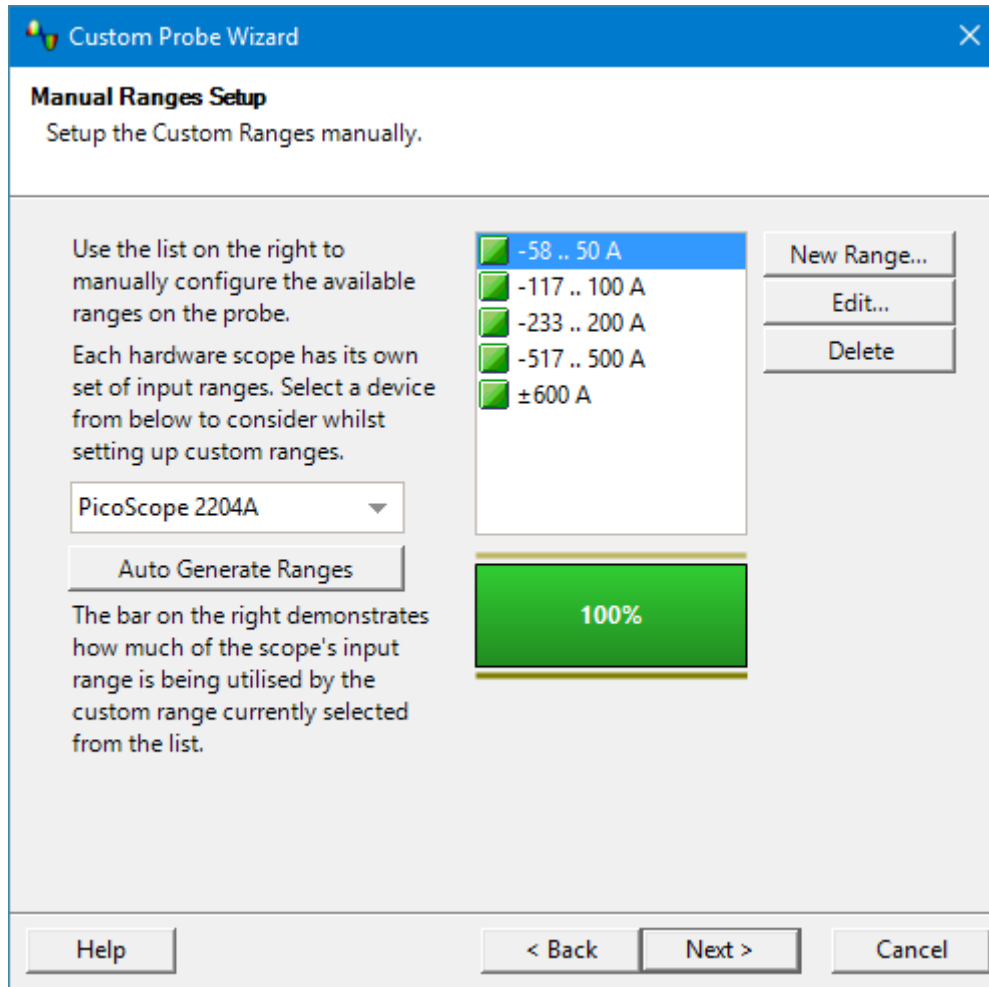 Custom Probe Wizard
Manual Ranges Setup
Setup the Custom Ranges manually.
Use the list on the right to
manually configure the available
ranges on the probe.
Each hardware scope has its own
set of input ranges. Select a device
from below to consider whilst
setting up custom ranges.
PicoScope 2204A
Auto Generate Ranges
The bar on the right demonstrates
how much of the scope's input
range is being utilised by the
custom range currently selected
from the list.
-58 .. 50 A
-117 .. 100 A
-233 .. 200 A
-517 .. 500 A
±600 A
100%
New Range...
Edit...
Delete
Help
< Back
Next >
Cancel